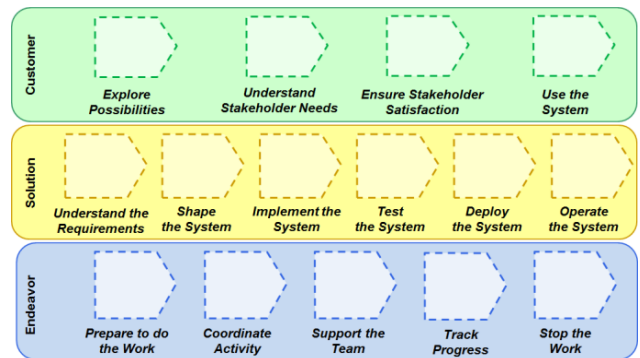 Customer
Explore
Possibilities
Understand
Stakeholder Needs
Ensure Stakeholder
Satisfaction
Use the
System
Solution
Understand the
Requirements
Shape
the System
Implement the
System
Test
the System
Deploy
the System
Operate
the System
Endeavor
Prepare to do
the Work
Coordinate
Activity
Support the
Team
Track
Progress
Stop the
Work